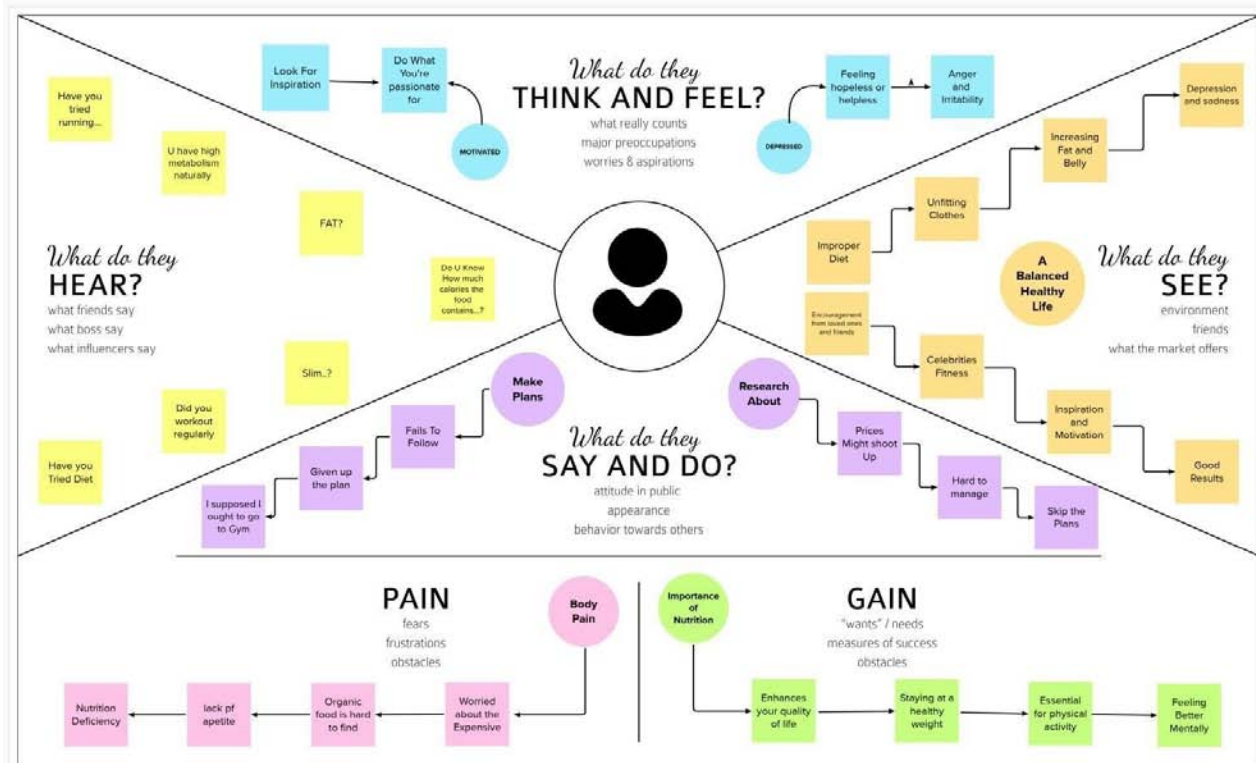 What do they
THINK AND FEEL?
what really counts
major preoccupations
worries & aspirations
Look For
Inspiration
Do What
You're
passionate
for
MOTIVATED
DEPRESSED
Feeling
hopeless or
helpless
Anger
and
Irritability
What do they
HEAR?
what friends say
what boss say
what influencers say
Have you
tried
running...
U have high
metabolism
naturally
FAT?
Do U Know
How much
calories the
food
contains...?
Slim..?
Did you
workout
regularly
Have you
Tried Diet
What do they
SEE?
environment
friends
what the market offers
A
Balanced
Healthy
Life
Improper
Diet
Unfitting
Clothes
Increasing
Fat and
Belly
Depression
and sadness
Encouragement
from loved ones
and friends
Celebrities
Fitness
Inspiration
and
Motivation
Good
Results
What do they
SAY AND DO?
attitude in public
appearance
behavior towards others
Make
Plans
Fails To
Follow
Given up
the plan
I supposed I
ought to go
to Gym
Research
About
Prices
Might shoot
Up
Hard to
manage
Skip the
Plans
PAIN
fears
frustrations
obstacles
Body
Pain
Worried
about the
Expensive
Organic
food is hard
to find
lack pf
apetite
Nutrition
Deficiency
GAIN
"wants" / needs
measures of success
obstacles
Importance
of
Nutrition
Enhances
your quality
of life
Staying at a
healthy
weight
Essential
for physical
activity
Feeling
Better
Mentally